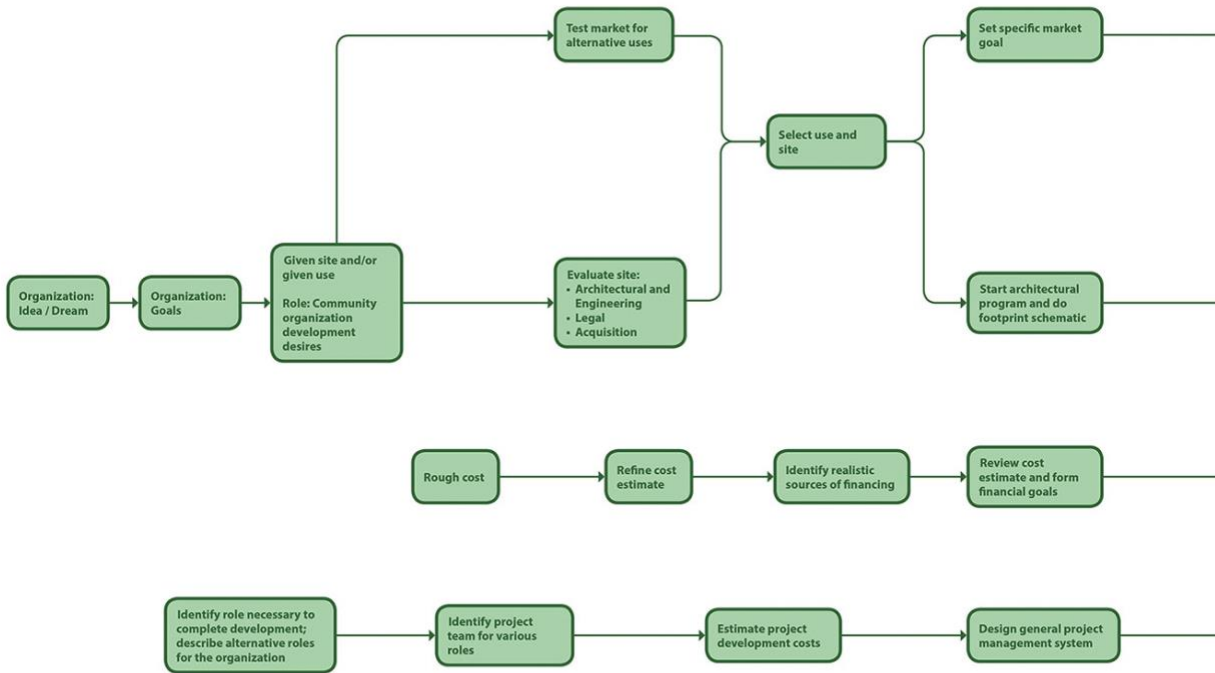 Test market for
alternative uses
Set specific market
goal
Select use and
site
Organization:
Idea / Dream
Organization:
Goals
Given site and/or
given use
Role: Community
organization
development
desires
Evaluate site:
• Architectural and
Engineering
• Legal
• Acquisition
Start architectural
program and do
footprint schematic
Rough cost
Refine cost
estimate
Identify realistic
sources of financing
Review cost
estimate and form
financial goals
Identify role necessary to
complete development;
describe alternative roles
for the organization
Identify project
team for various
roles
Estimate project
development costs
Design general project
management system